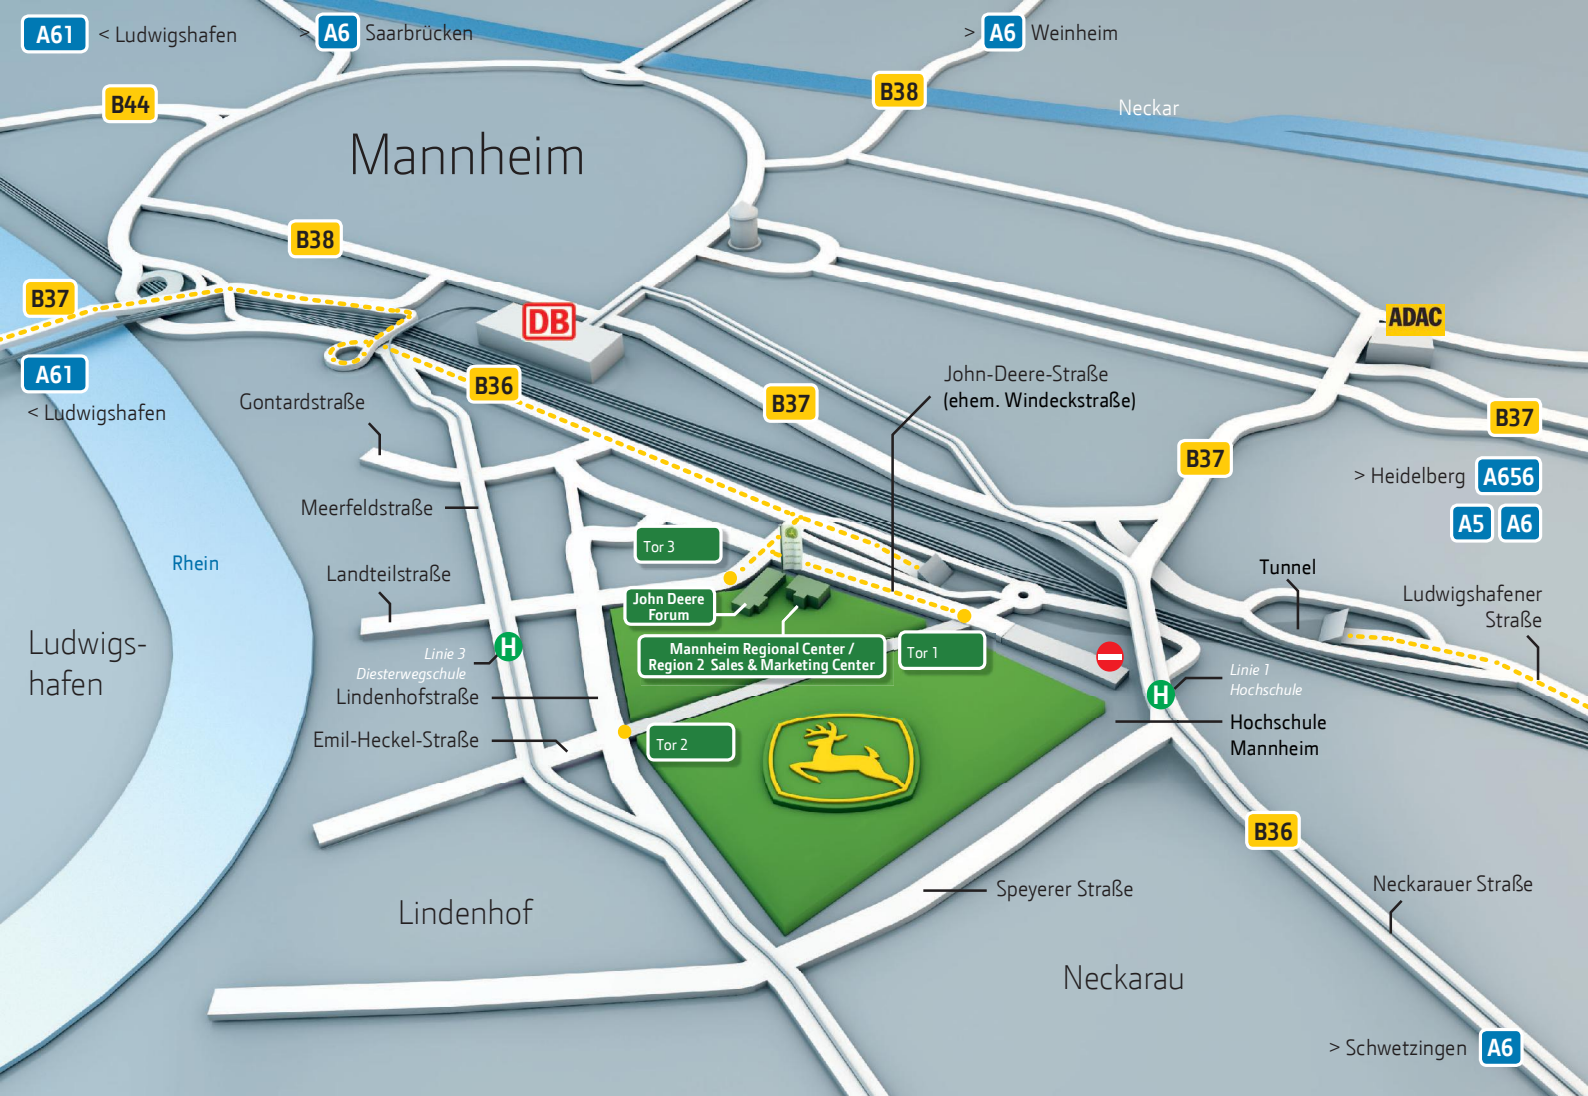 A61 < Ludwigshafen
> A6 Saarbrücken
> A6 Weinheim
B44
B38
Neckar
Mannheim
B38
B37
DB
ADAC
A61
< Ludwigshafen
B36
Gontardstraße
B37
John-Deere-Straße
(ehem. Windeckstraße)
B37
B37
> Heidelberg A656
A5 A6
Meerfeldstraße
Rhein
Tor 3
Landteilstraße
Tunnel
Ludwigshafener
Straße
John Deere
Forum
Ludwigs-
hafen
H
Linie 3
Diesterwegschule
Mannheim Regional Center /
Region 2 Sales & Marketing Center
Tor 1
Linie 1
Hochschule
H
Lindenhofstraße
Hochschule
Mannheim
Emil-Heckel-Straße
Tor 2
B36
Lindenhof
Speyerer Straße
Neckarauer Straße
Neckarau
> Schwetzingen A6